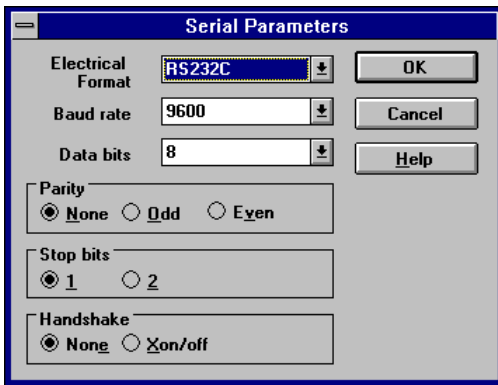 Serial Parameters
Electrical Format RS232C
OK
Baud rate 9600
Cancel
Data bits 8
Help
Parity
None Odd Even
Stop bits
1 2
Handshake
None Xon/off